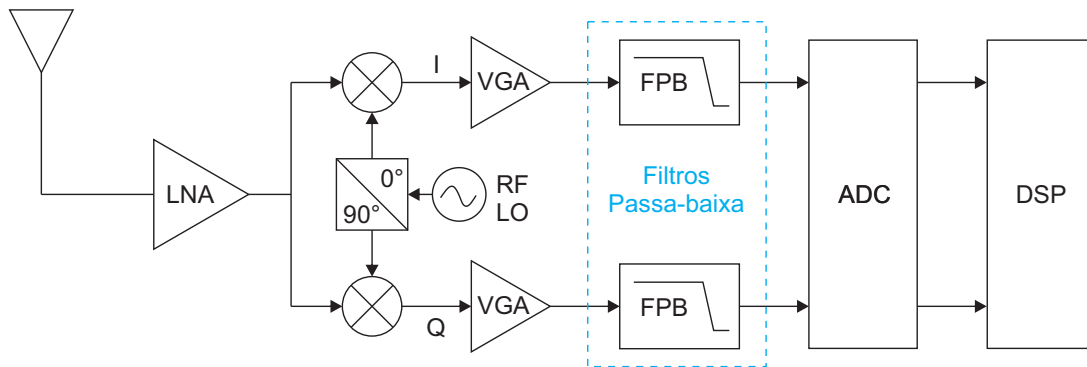 I
VGA
FPB
LNA
0°
90°
RF
LO
Filtros
Passa-baixa
ADC
DSP
VGA
Q
FPB